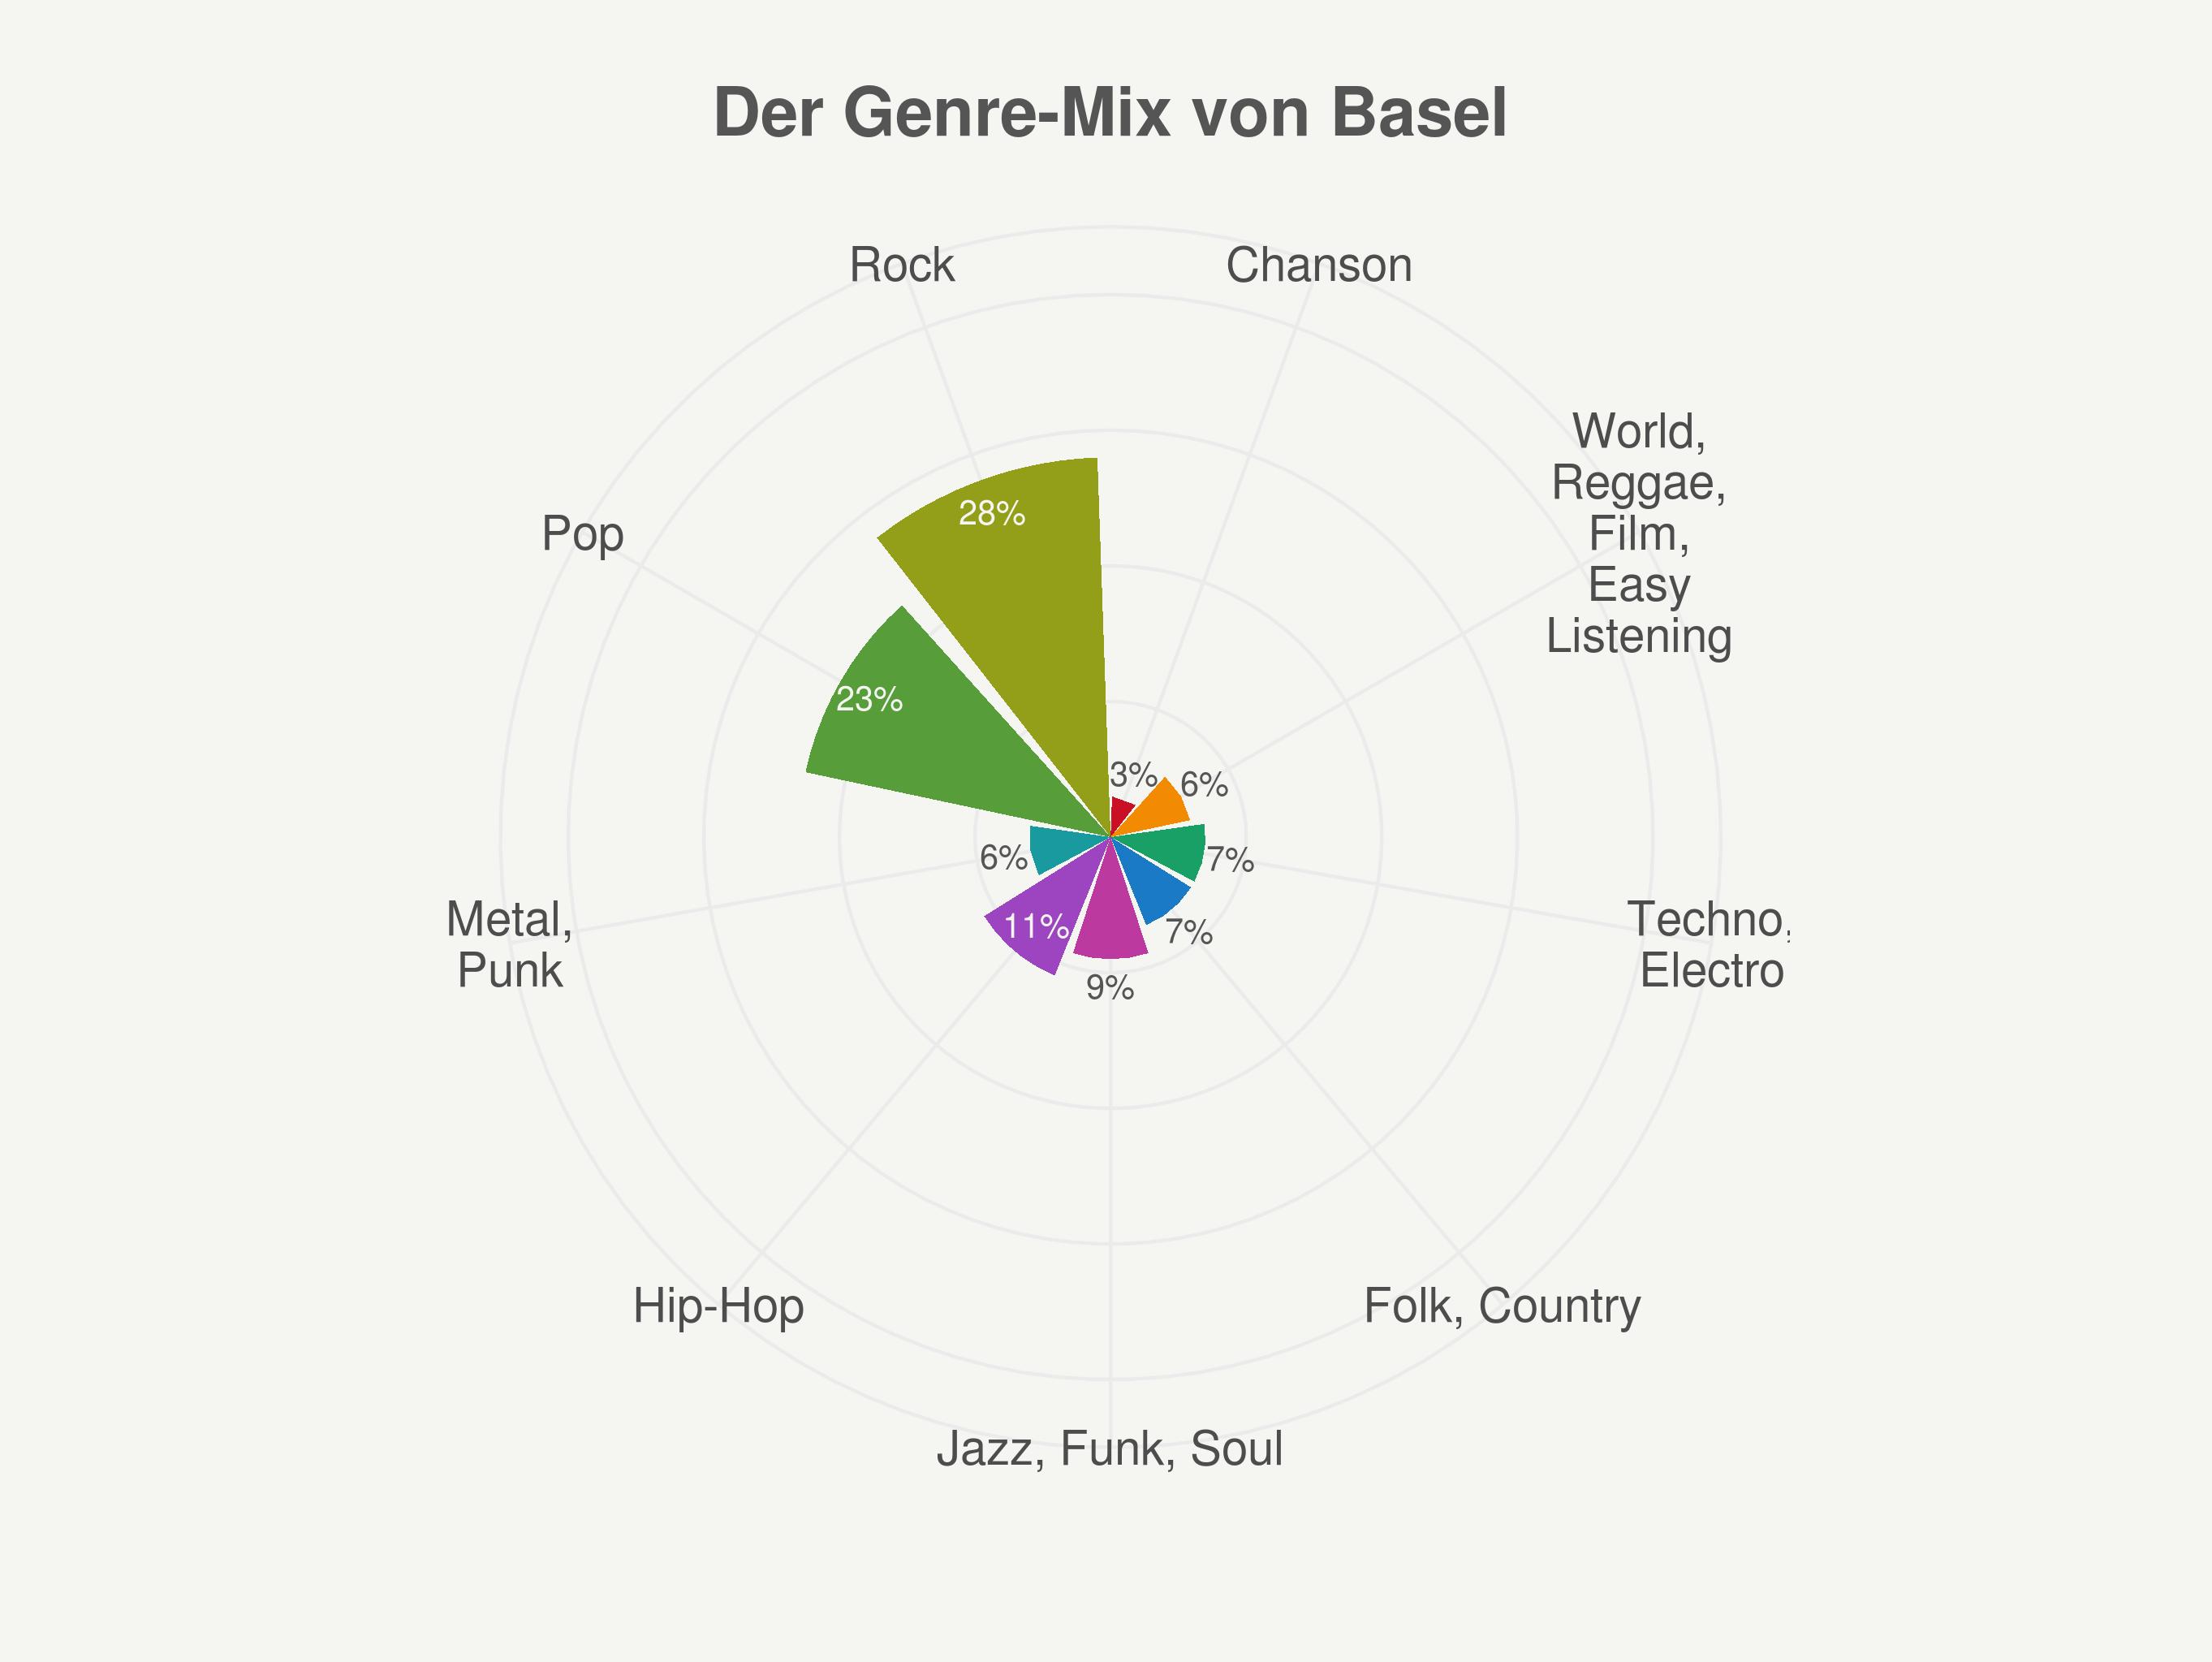 Der Genre-Mix von Basel
Rock
Chanson
World,
Reggae,
Film,
Easy
Listening
Pop
28%
23%
3%
6%
7%
6%
7%
11%
9%
Metal,
Punk
Techno,
Electro
Hip-Hop
Folk, Country
Jazz, Funk, Soul